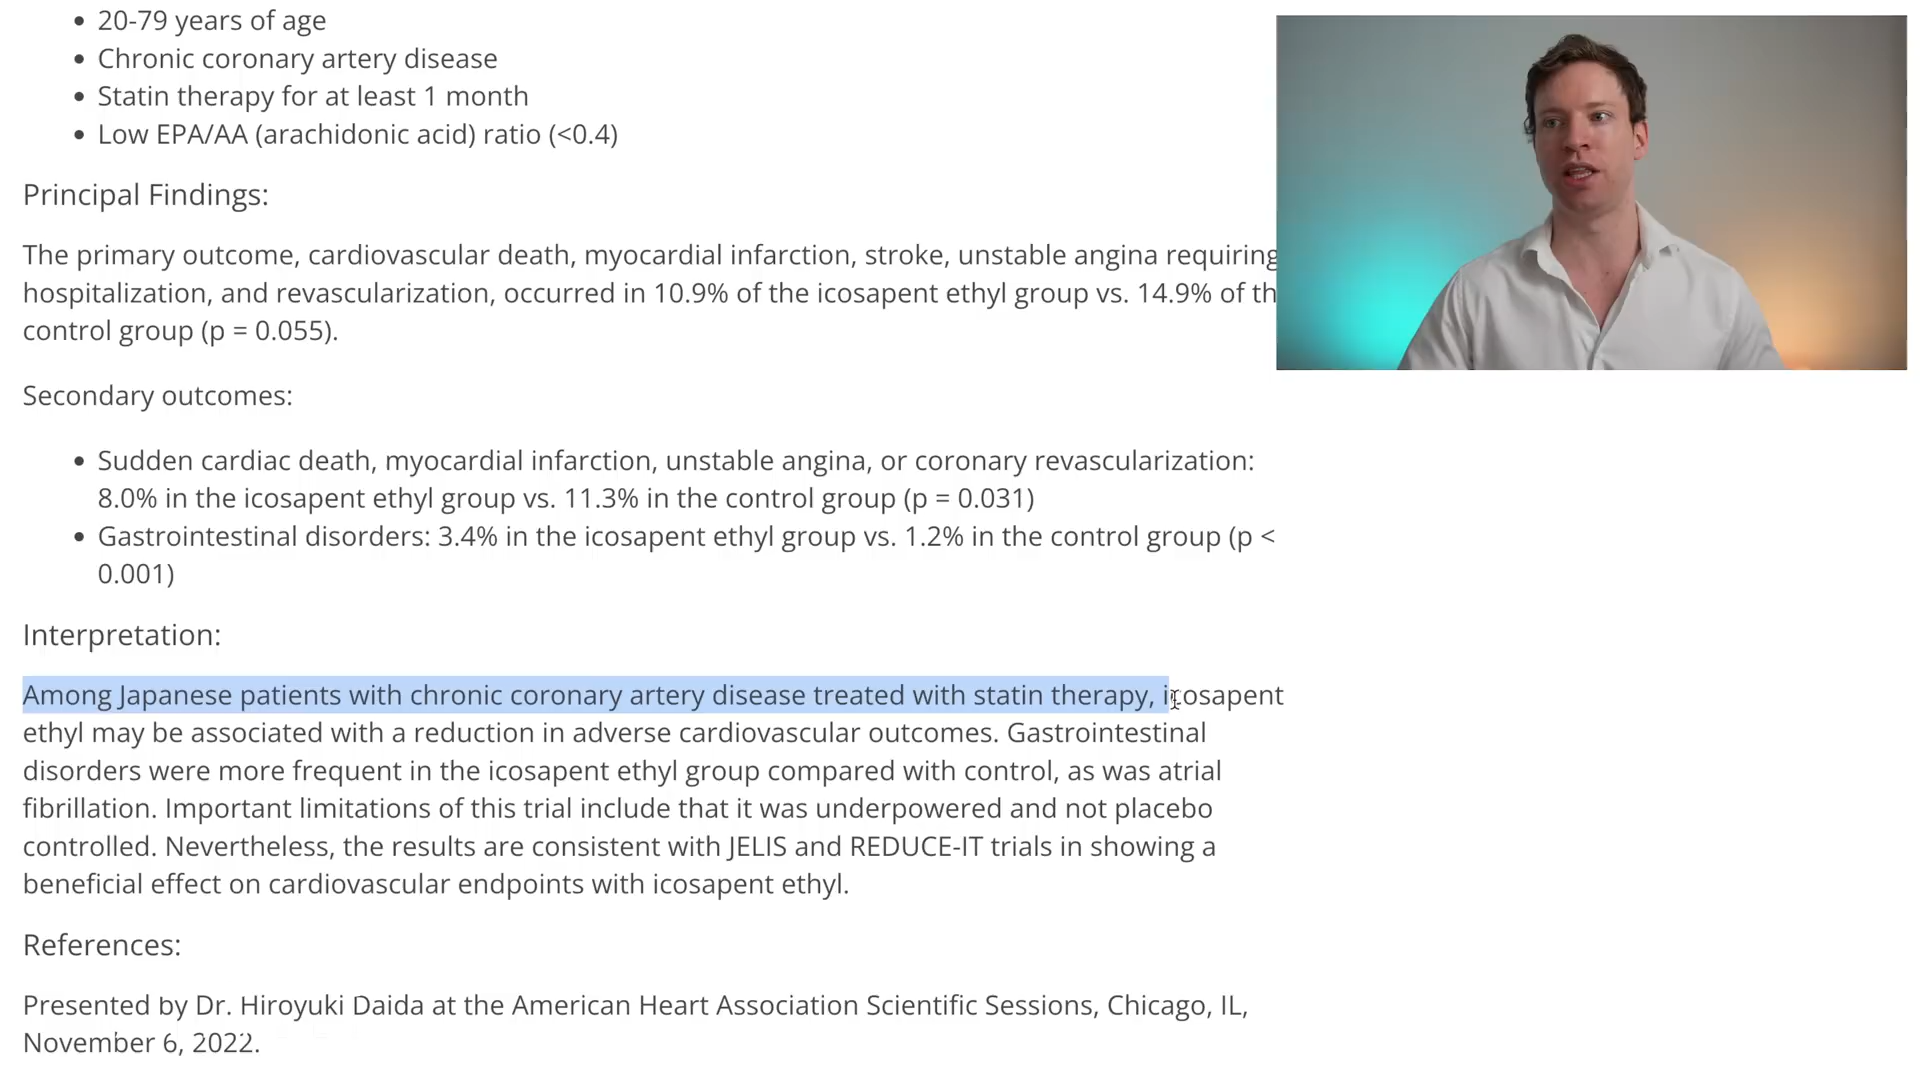 20-79 years of age
Chronic coronary artery disease
Statin therapy for at least 1 month
Low EPA/AA (arachidonic acid) ratio (<0.4)
Principal Findings:
The primary outcome, cardiovascular death, myocardial infarction, stroke, unstable angina requiring
hospitalization, and revascularization, occurred in 10.9% of the icosapent ethyl group vs. 14.9% of th
control group (p = 0.055).
Secondary outcomes:
Sudden cardiac death, myocardial infarction, unstable angina, or coronary revascularization:
8.0% in the icosapent ethyl group vs. 11.3% in the control group (p = 0.031)
Gastrointestinal disorders: 3.4% in the icosapent ethyl group vs. 1.2% in the control group (p <
0.001)
Interpretation:
Among Japanese patients with chronic coronary artery disease treated with statin therapy, icosapent
ethyl may be associated with a reduction in adverse cardiovascular outcomes. Gastrointestinal
disorders were more frequent in the icosapent ethyl group compared with control, as was atrial
fibrillation. Important limitations of this trial include that it was underpowered and not placebo
controlled. Nevertheless, the results are consistent with JELIS and REDUCE-IT trials in showing a
beneficial effect on cardiovascular endpoints with icosapent ethyl.
References:
Presented by Dr. Hiroyuki Daida at the American Heart Association Scientific Sessions, Chicago, IL,
November 6, 2022.